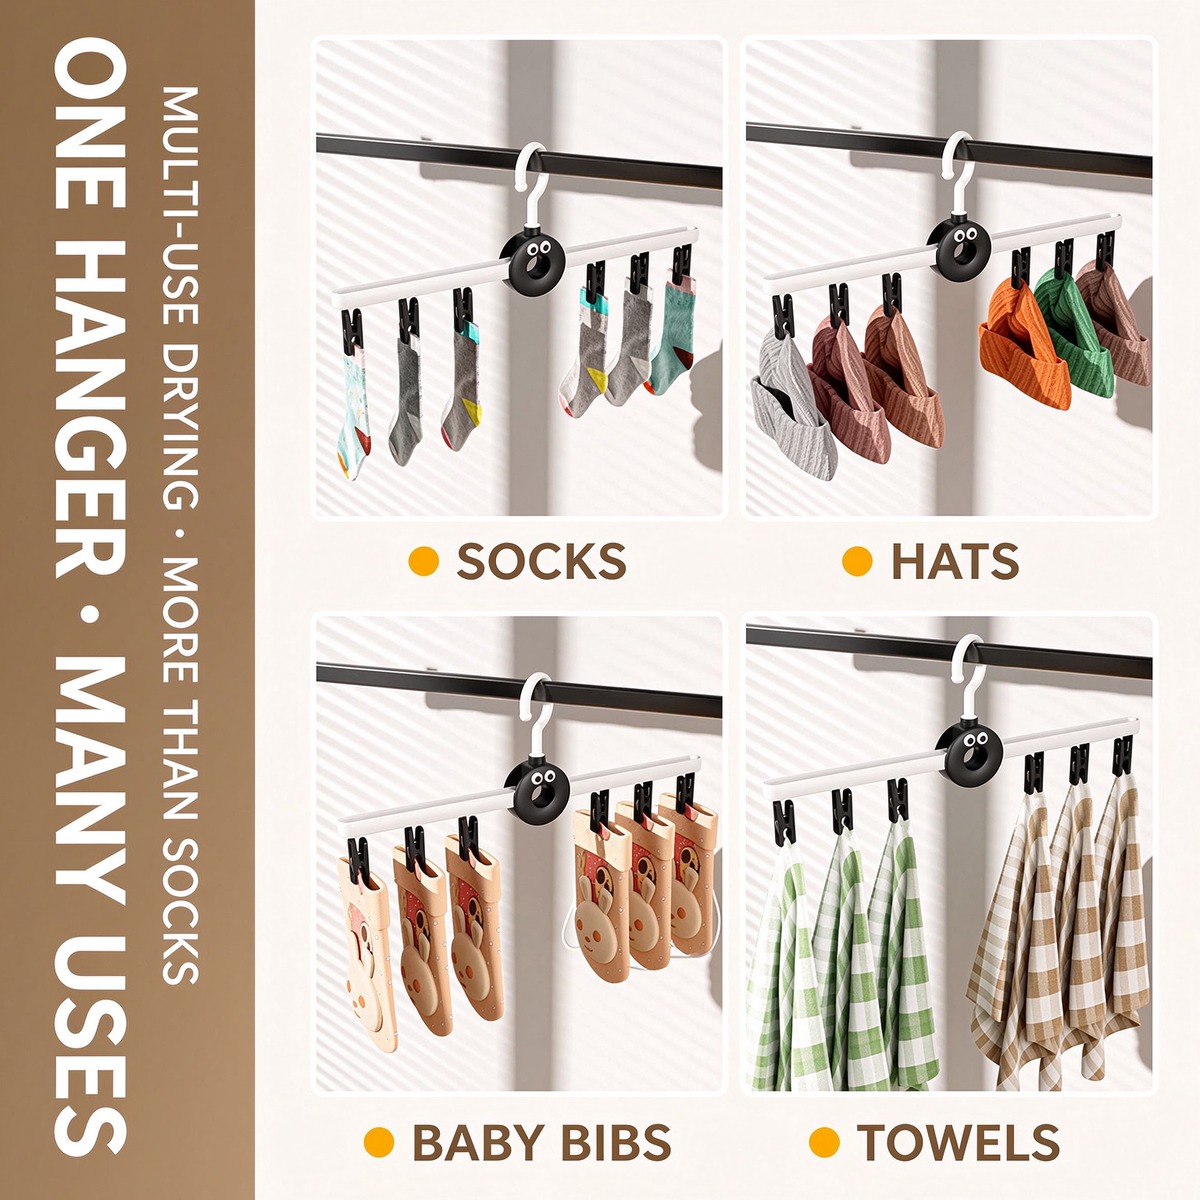 ONE HANGER • MANY USES
MULTI-USE DRYING • MORE THAN SOCKS
SOCKS
HATS
BABY BIBS
TOWELS